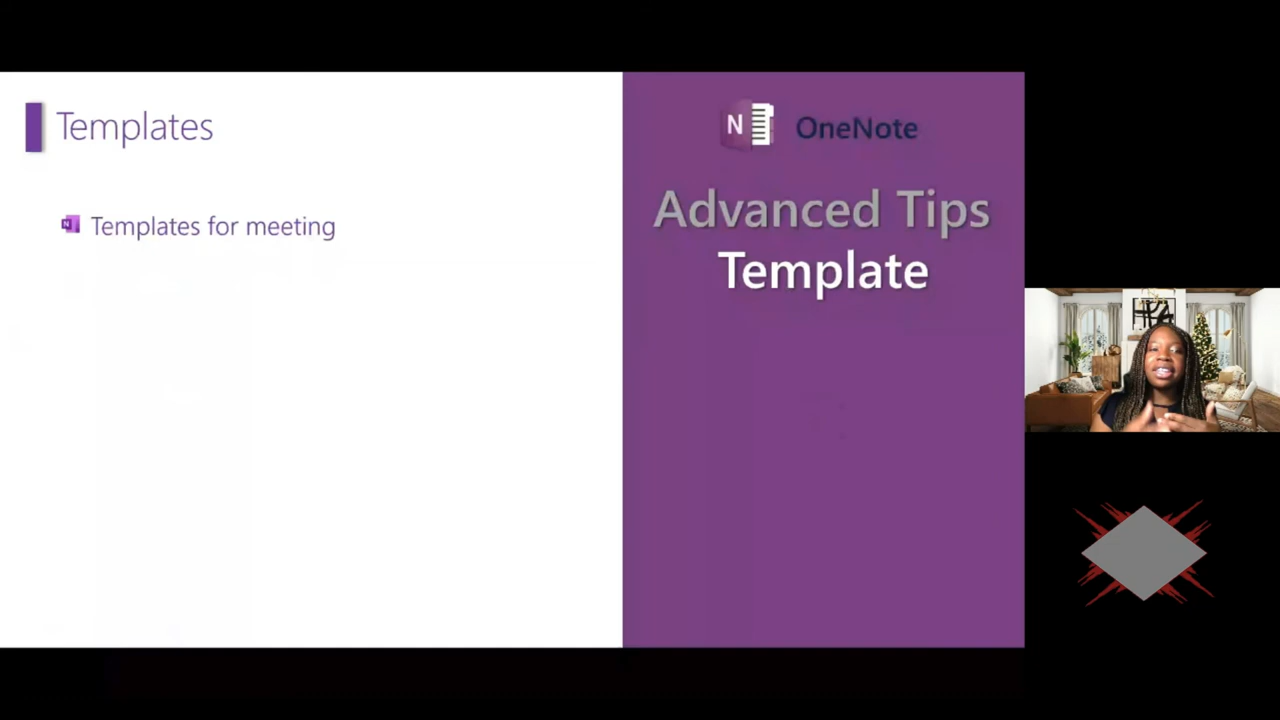 Templates
Templates for meeting
N OneNote
Advanced Tips
Template